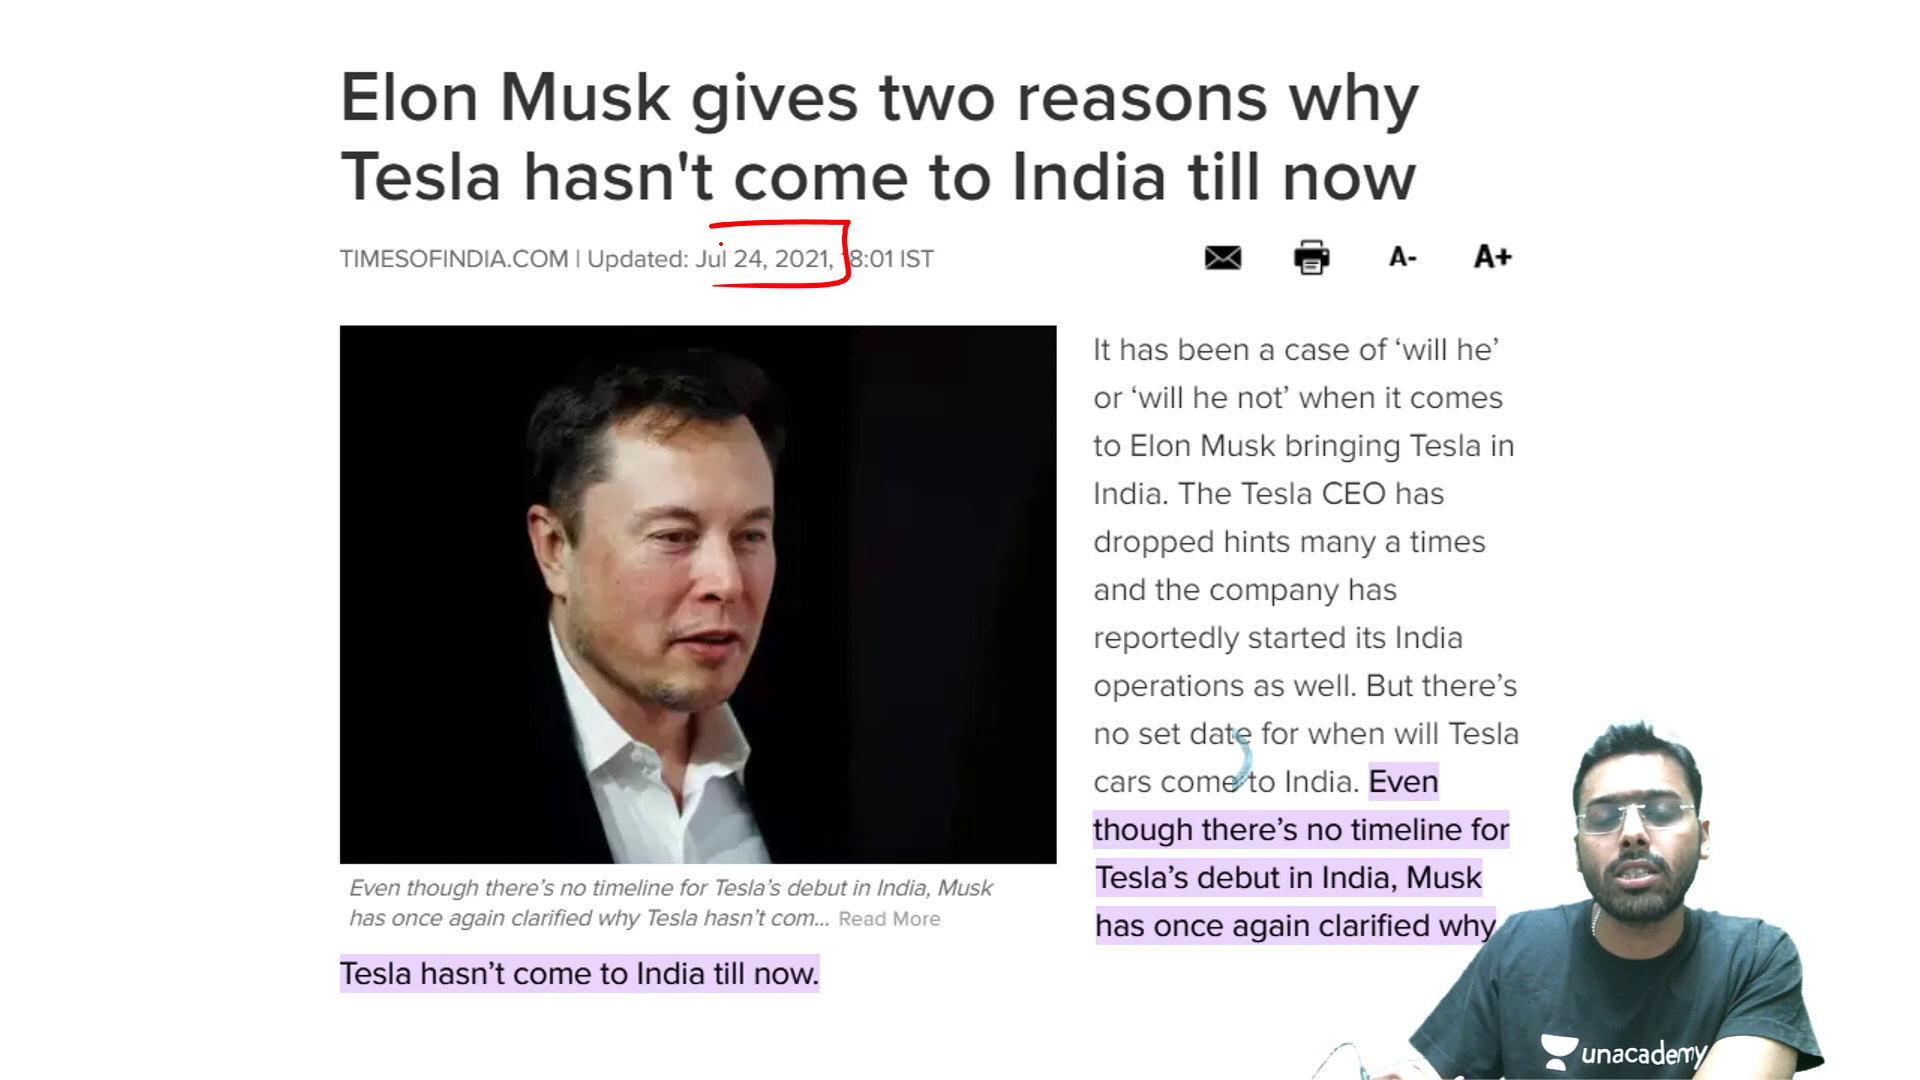 Elon Musk gives two reasons why
Tesla hasn't come to India till now
TIMESOFINDIA.COM | Updated: Jul 24, 2021, 18:01 IST
A- A+
It has been a case of ‘will he’
or ‘will he not’ when it comes
to Elon Musk bringing Tesla in
India. The Tesla CEO has
dropped hints many a times
and the company has
reportedly started its India
operations as well. But there’s
no set date for when will Tesla
cars come to India. Even
though there’s no timeline for
Tesla’s debut in India, Musk
has once again clarified why
Even though there’s no timeline for Tesla’s debut in India, Musk
has once again clarified why Tesla hasn’t com... Read More
Tesla hasn’t come to India till now.
unacademy